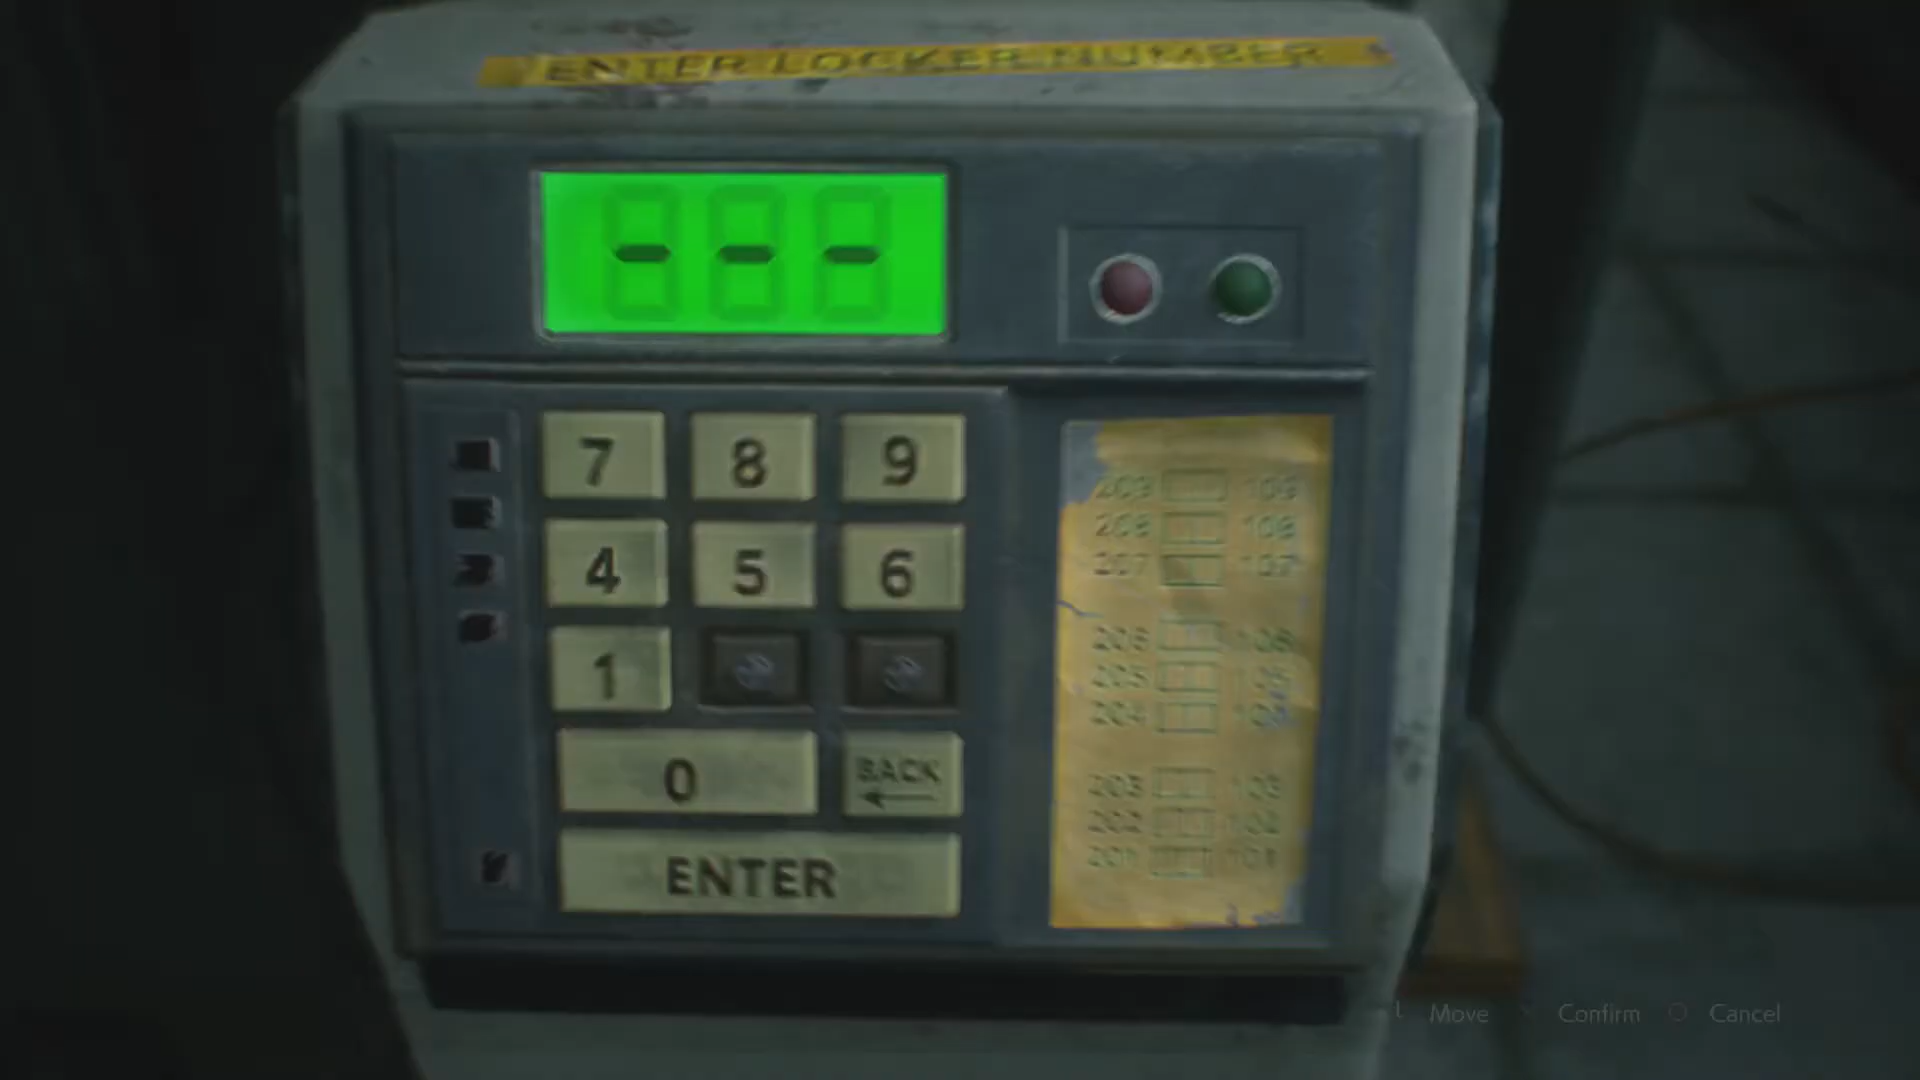 ENTER LOCKER NUMBER
- - -
7 8 9
4 5 6
1
0 BACK
ENTER
209 109
208 108
207 107
206 106
205 105
204
203 103
202 102
201 101
Move Confirm Cancel